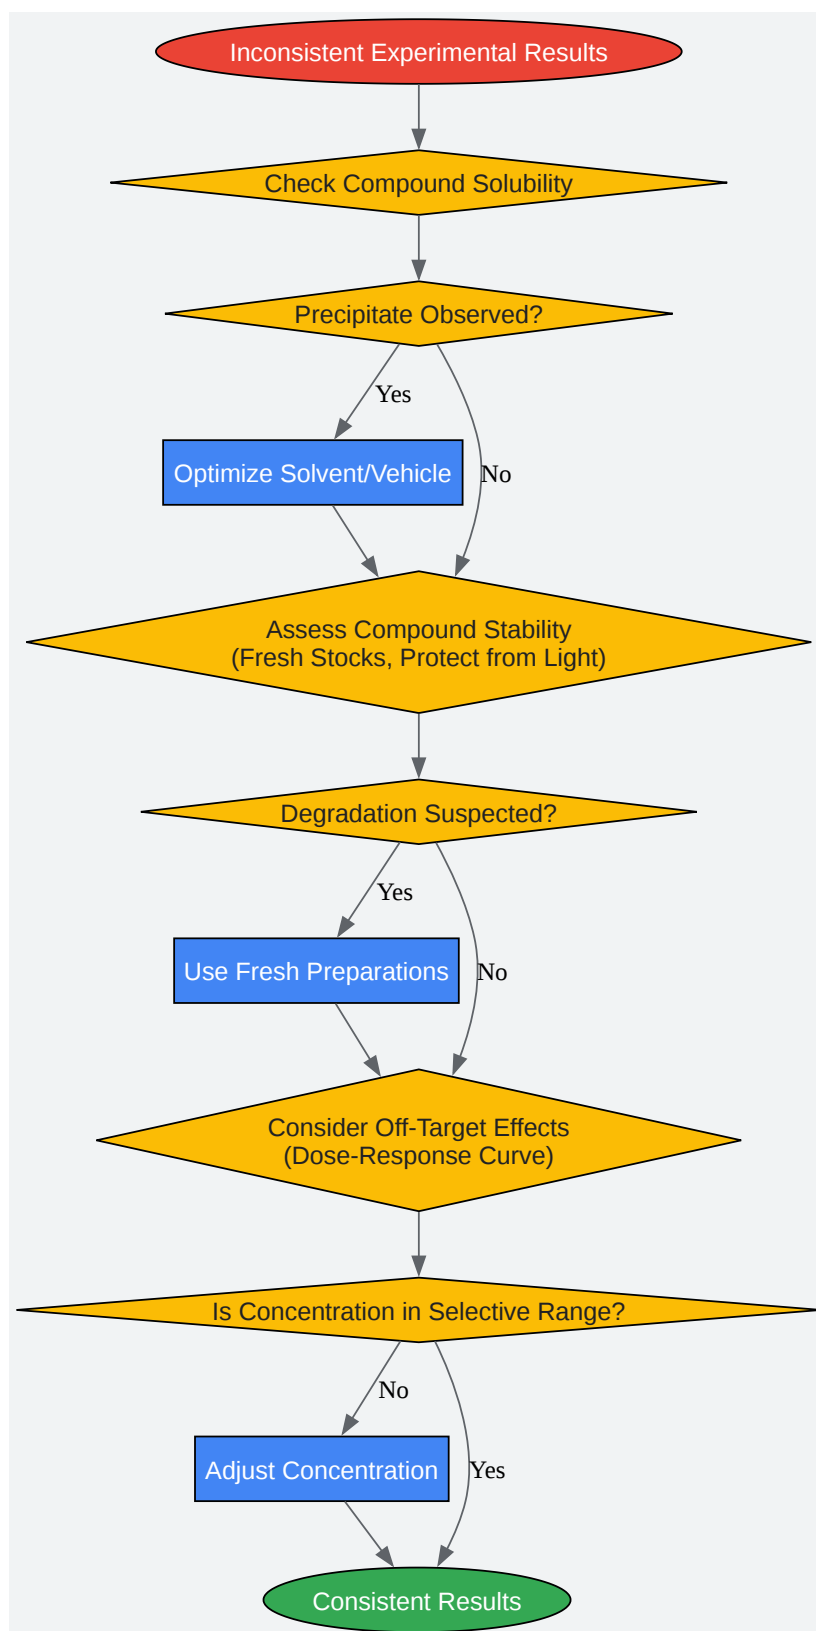 Inconsistent Experimental Results
Check Compound Solubility
Precipitate Observed?
Yes
Optimize Solvent/Vehicle
No
Assess Compound Stability
(Fresh Stocks, Protect from Light)
Degradation Suspected?
Yes
Use Fresh Preparations
No
Consider Off-Target Effects
(Dose-Response Curve)
Is Concentration in Selective Range?
No
Adjust Concentration
Yes
Consistent Results